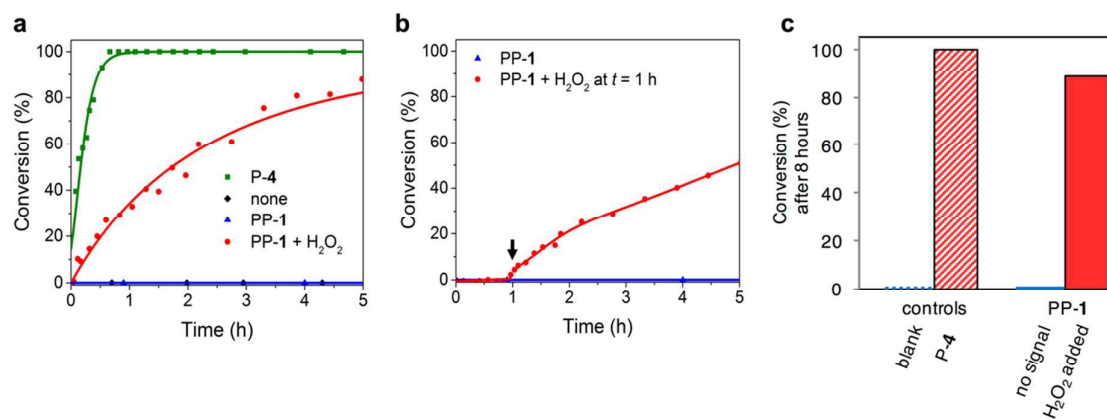 a
Conversion (%)
100
80
60
40
20
0
0
1
2
3
4
5
Time (h)
P-4
none
PP-1
PP-1 + H₂O₂
b
Conversion (%)
100
80
60
40
20
0
0
1
2
3
4
5
Time (h)
PP-1
PP-1 + H₂O₂ at t = 1 h
c
Conversion (%)
after 8 hours
100
80
60
40
20
0
controls
PP-1
blank
P-4
no signal
H₂O₂ added